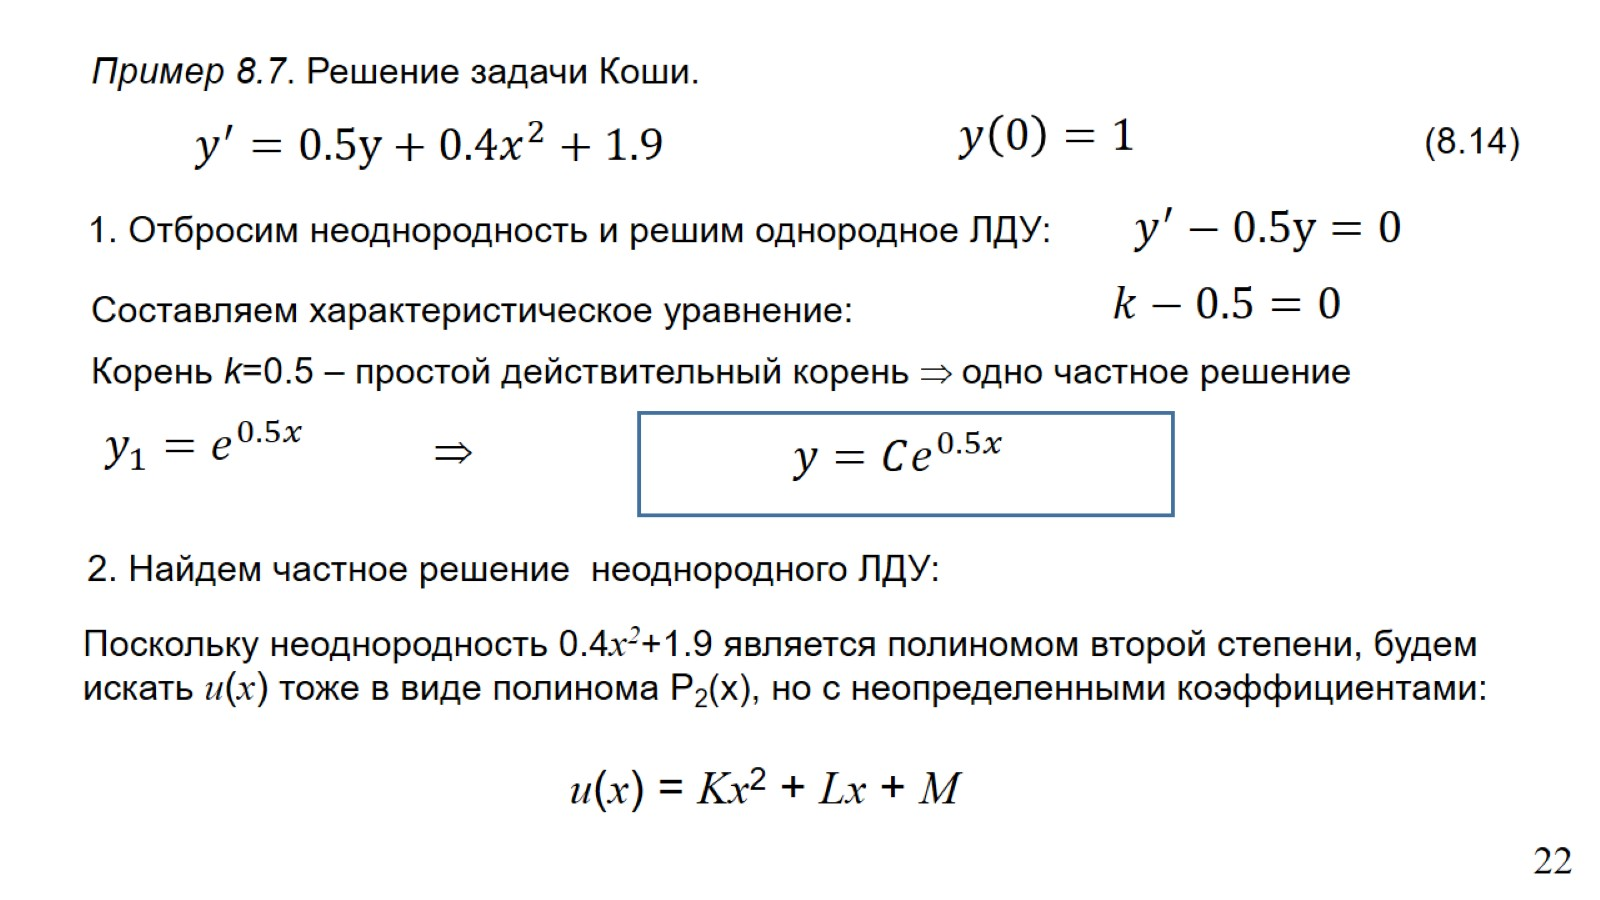 Пример 8.7. Решение задачи Коши.
y′ = 0.5y + 0.4x² + 1.9 y(0) = 1 (8.14)
1. Отбросим неоднородность и решим однородное ЛДУ: y′ − 0.5y = 0
Составляем характеристическое уравнение: k − 0.5 = 0
Корень k=0.5 – простой действительный корень ⇒ одно частное решение
y₁ = e^0.5x ⇒ y = Ce^0.5x
2. Найдем частное решение неоднородного ЛДУ:
Поскольку неоднородность 0.4x²+1.9 является полиномом второй степени, будем
искать u(x) тоже в виде полинома P₂(x), но с неопределенными коэффициентами:
u(x) = Kx² + Lx + M
22